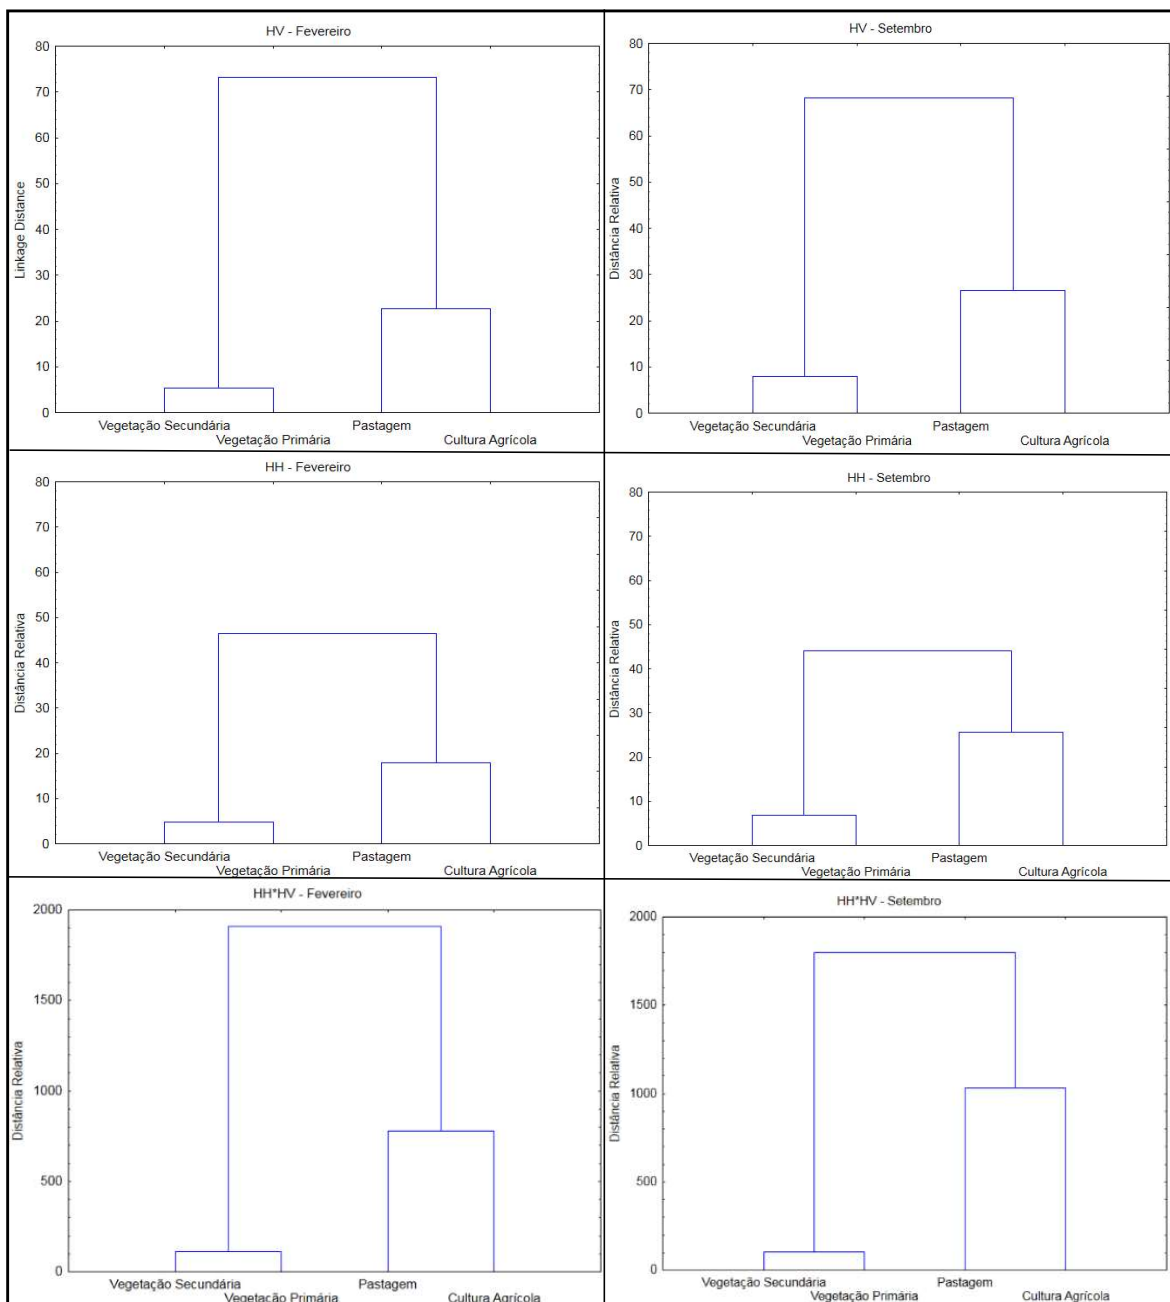 HV - Fevereiro
80
70
60
50
40
30
20
10
0
Linkage Distance
Vegetação Secundária
Vegetação Primária
Pastagem
Cultura Agrícola
HV - Setembro
80
70
60
50
40
30
20
10
0
Distância Relativa
Vegetação Secundária
Vegetação Primária
Pastagem
Cultura Agrícola
HH - Fevereiro
80
70
60
50
40
30
20
10
0
Distância Relativa
Vegetação Secundária
Vegetação Primária
Pastagem
Cultura Agrícola
HH - Setembro
80
70
60
50
40
30
20
10
0
Distância Relativa
Vegetação Secundária
Vegetação Primária
Pastagem
Cultura Agrícola
HH*HV - Fevereiro
2000
1500
1000
500
0
Distância Relativa
Vegetação Secundária
Vegetação Primária
Pastagem
Cultura Agrícola
HH*HV - Setembro
2000
1500
1000
500
0
Distância Relativa
Vegetação Secundária
Vegetação Primária
Pastagem
Cultura Agrícola